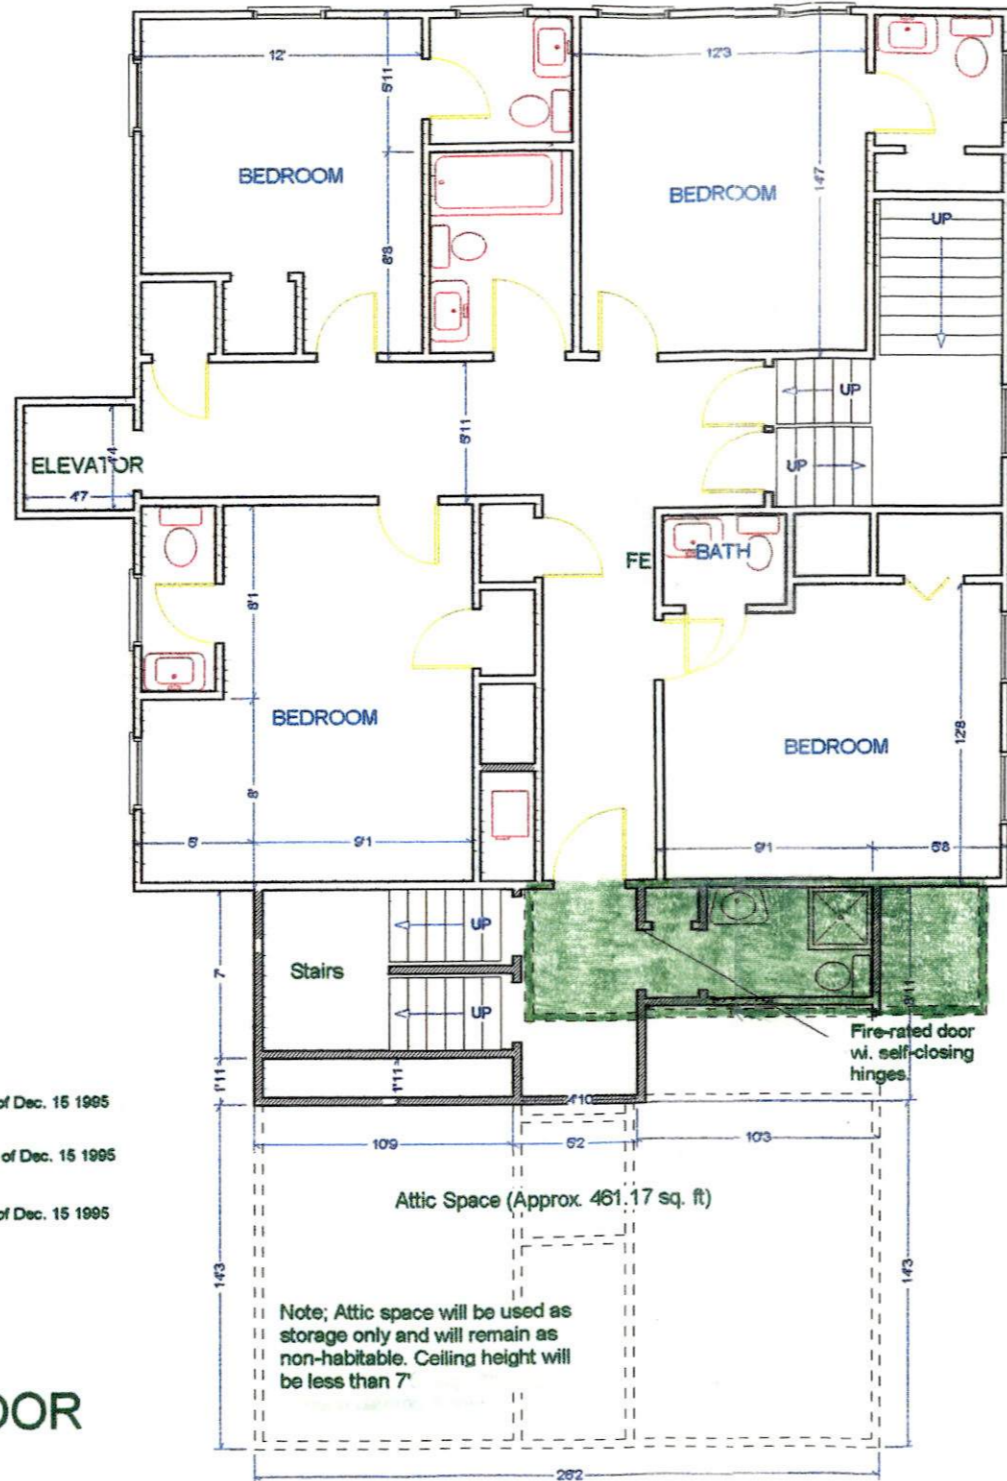 12'
5'11
12'3
BEDROOM
BEDROOM
14'7
UP
6'8
UP
5'11
ELEVATOR
4'7
UP
FE
BATH
8'1
BEDROOM
BEDROOM
12'8
8'
6'
9'1
9'1
6'8
UP
7'
Stairs
UP
8'11
Fire-rated door
wi. self-closing
hinges.
1'11
1'11
of Dec. 15 1995
4'10
10'9
5'2
10'3
of Dec. 15 1995
Attic Space (Approx. 461.17 sq. ft)
of Dec. 15 1995
14'3
14'3
Note; Attic space will be used as
storage only and will remain as
non-habitable. Ceiling height will
be less than 7'
OOR
26'2